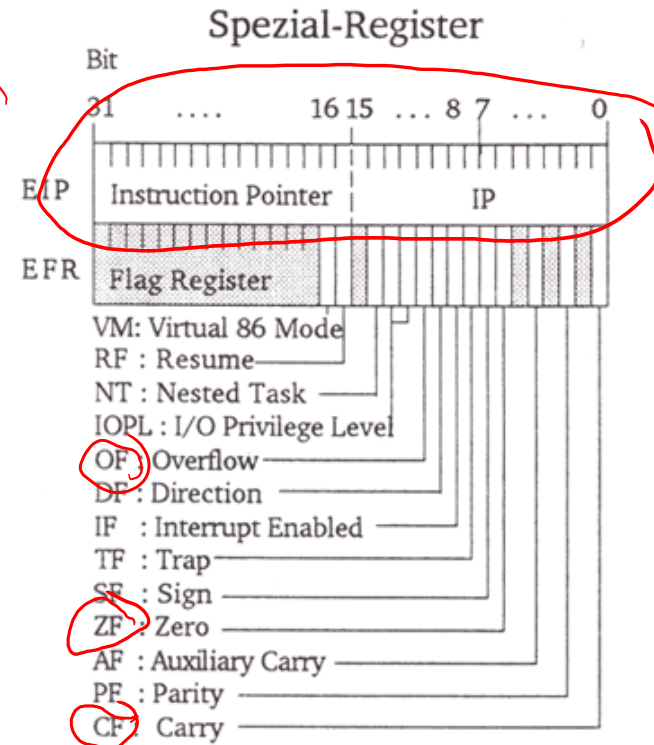 Spezial-Register
Bit
31 .... 16 15 ... 8 7 ... 0
EIP Instruction Pointer IP
EFR Flag Register
VM: Virtual 86 Mode
RF : Resume
NT : Nested Task
IOPL : I/O Privilege Level
OF : Overflow
DF : Direction
IF : Interrupt Enabled
TF : Trap
SF : Sign
ZF : Zero
AF : Auxiliary Carry
PF : Parity
CF : Carry